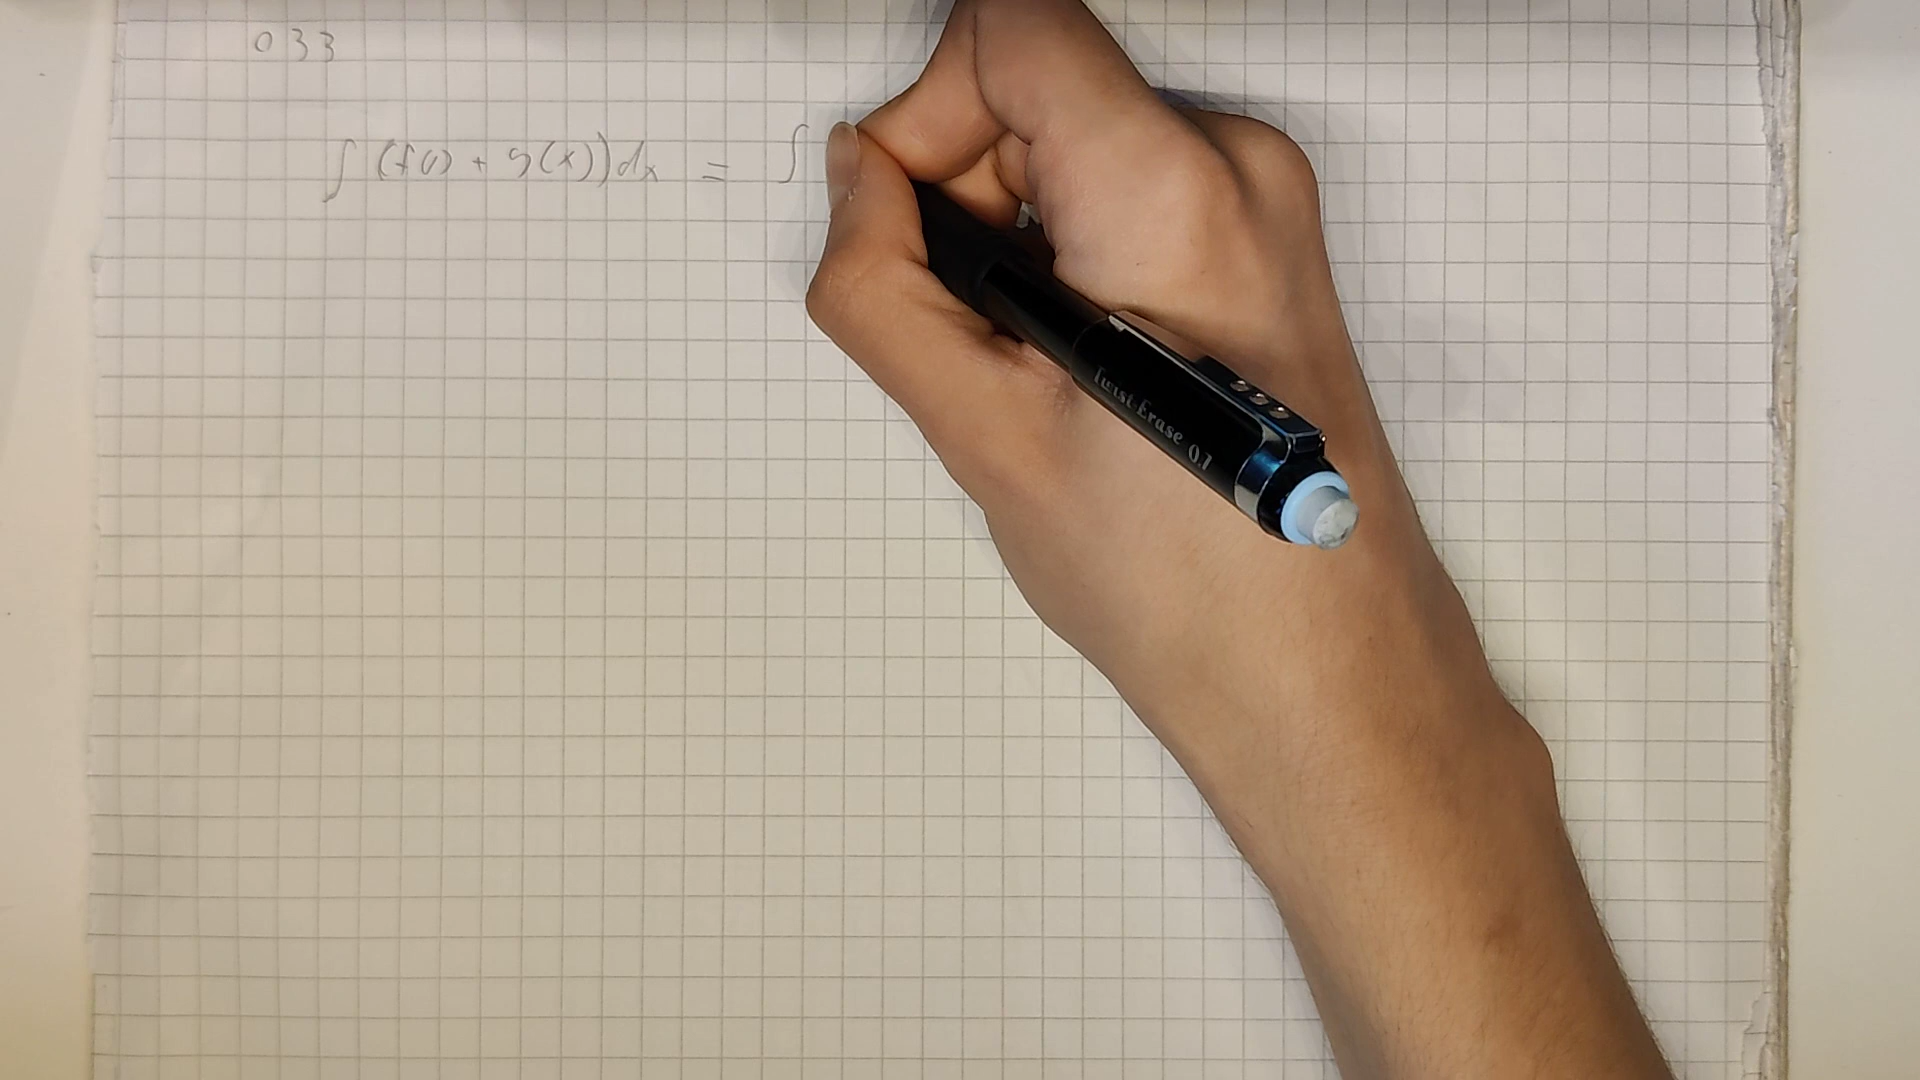 033
∫ (f(x) + g(x))dx = ∫
Twist-Erase 0.7